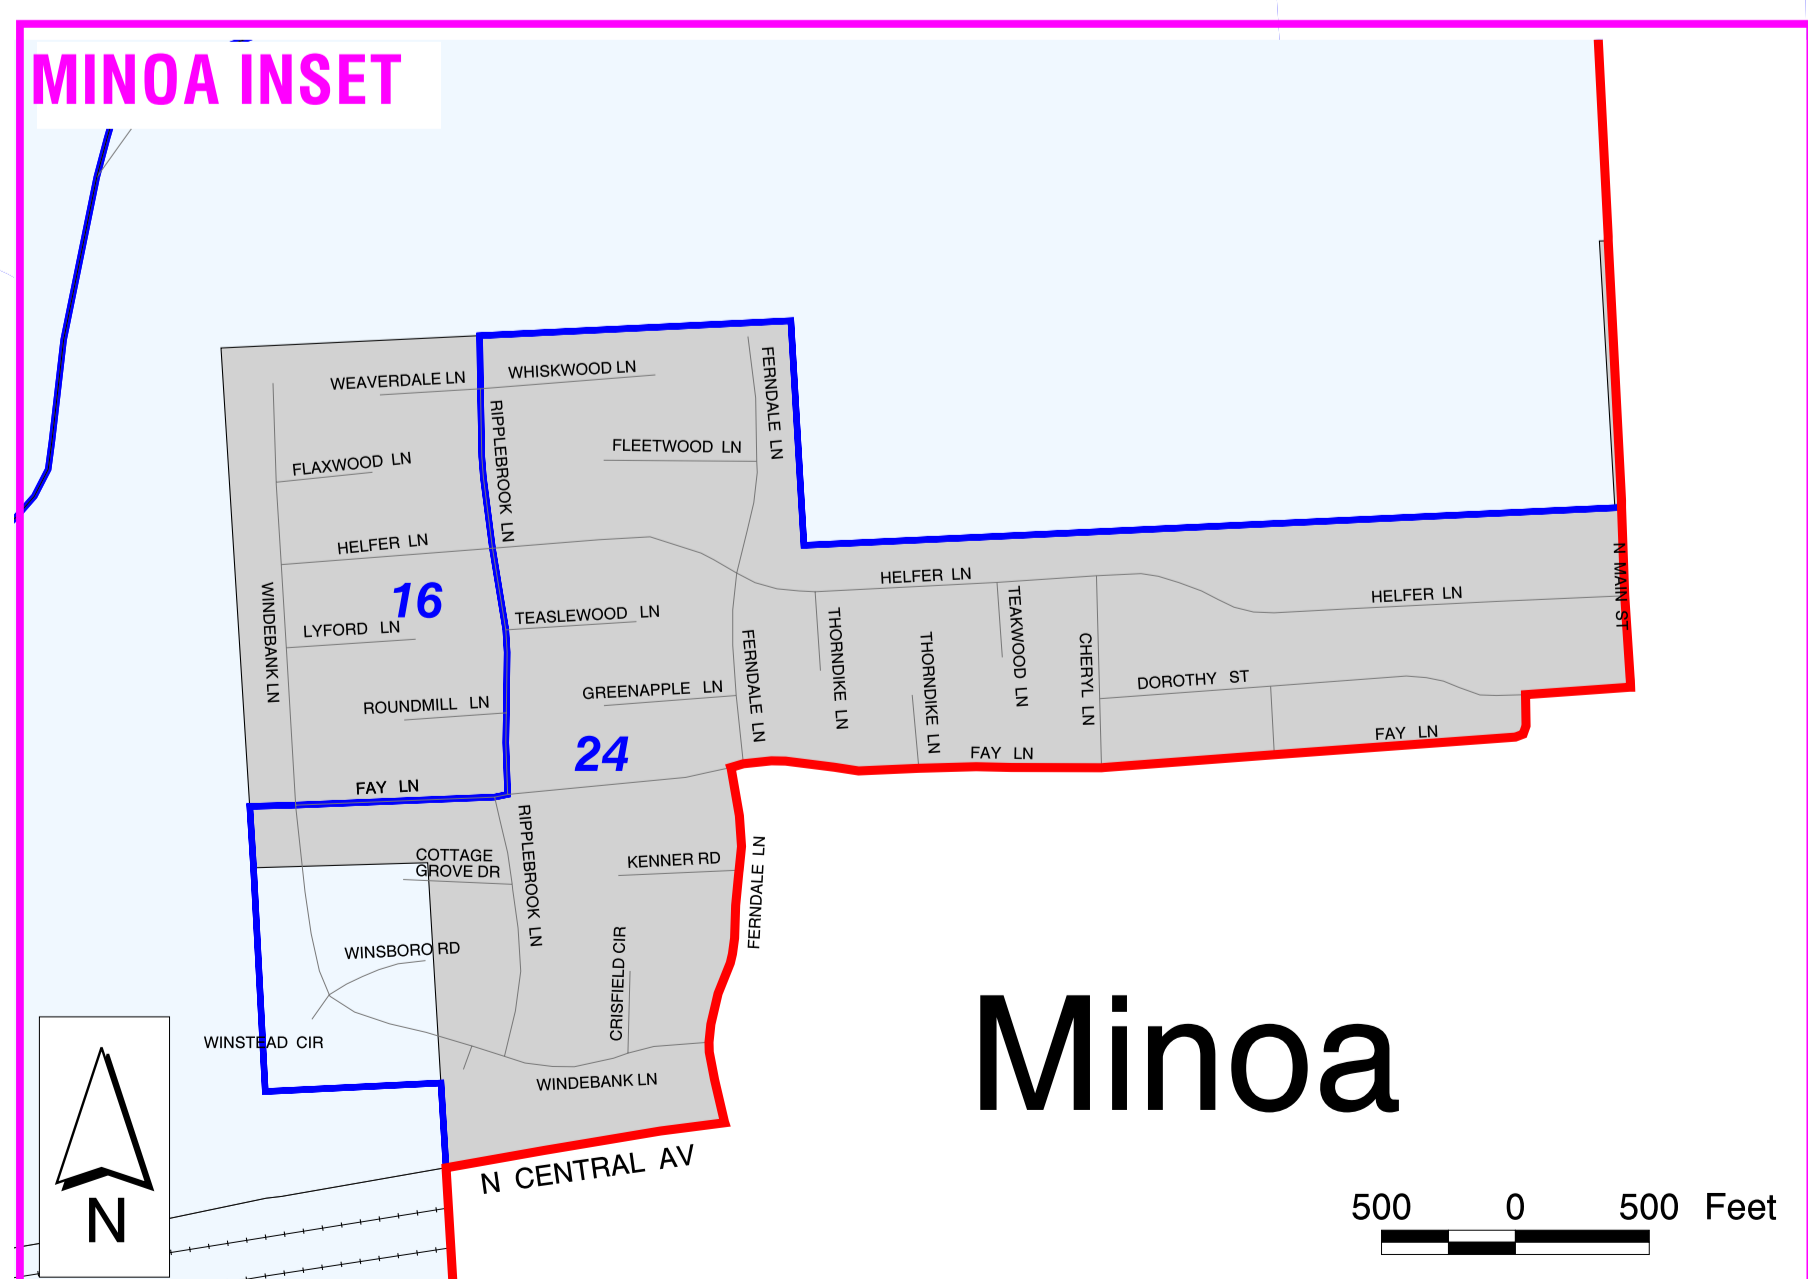 MINOA INSET
WEAVERDALE LN
WHISKWOOD LN
FERNDALE LN
RIPPLEBROOK LN
FLEETWOOD LN
FLAXWOOD LN
HELFER LN
HELFER LN
HELFER LN
N MAIN ST
WINDEBANK LN
16
LYFORD LN
TEASLEWOOD LN
FERNDALE LN
THORNDIKE LN
THORNDIKE LN
TEAKWOOD LN
CHERYL LN
DOROTHY ST
GREENAPPLE LN
ROUNDMILL LN
24
FAY LN
FAY LN
FAY LN
RIPPLEBROOK LN
COTTAGE
GROVE DR
KENNER RD
FERNDALE LN
WINSBORO RD
CRISFIELD CIR
WINSTEAD CIR
WINDEBANK LN
Minoa
N CENTRAL AV
N
500 0 500 Feet